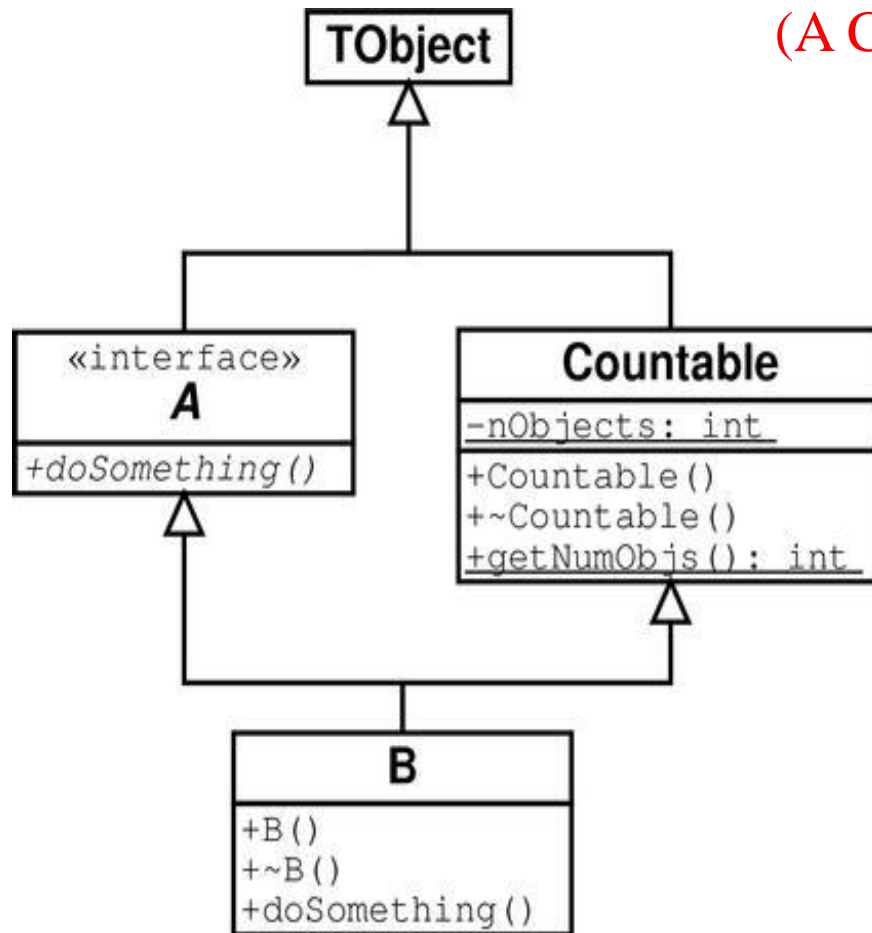 (A C
TObject
«interface»
A
+doSomething()
Countable
-nObjects: int
+Countable()
+~Countable()
+getNumObjs(): int
B
+B()
+~B()
+doSomething()